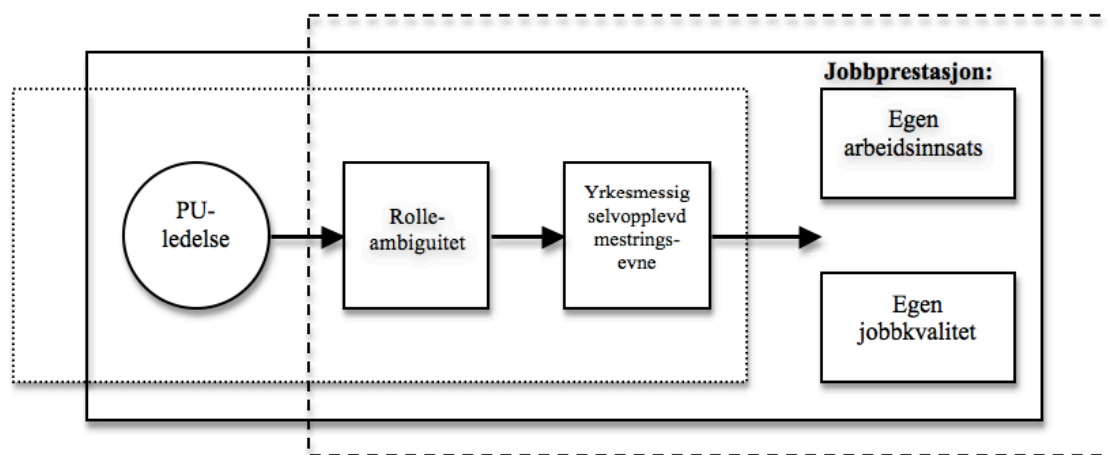 Jobbprestasjon:
Egen
arbeidsinnsats
PU-
ledelse
Rolle-
ambiguitet
Yrkesmessig
selvopplevd
mestrings-
evne
Egen
jobbkvalitet